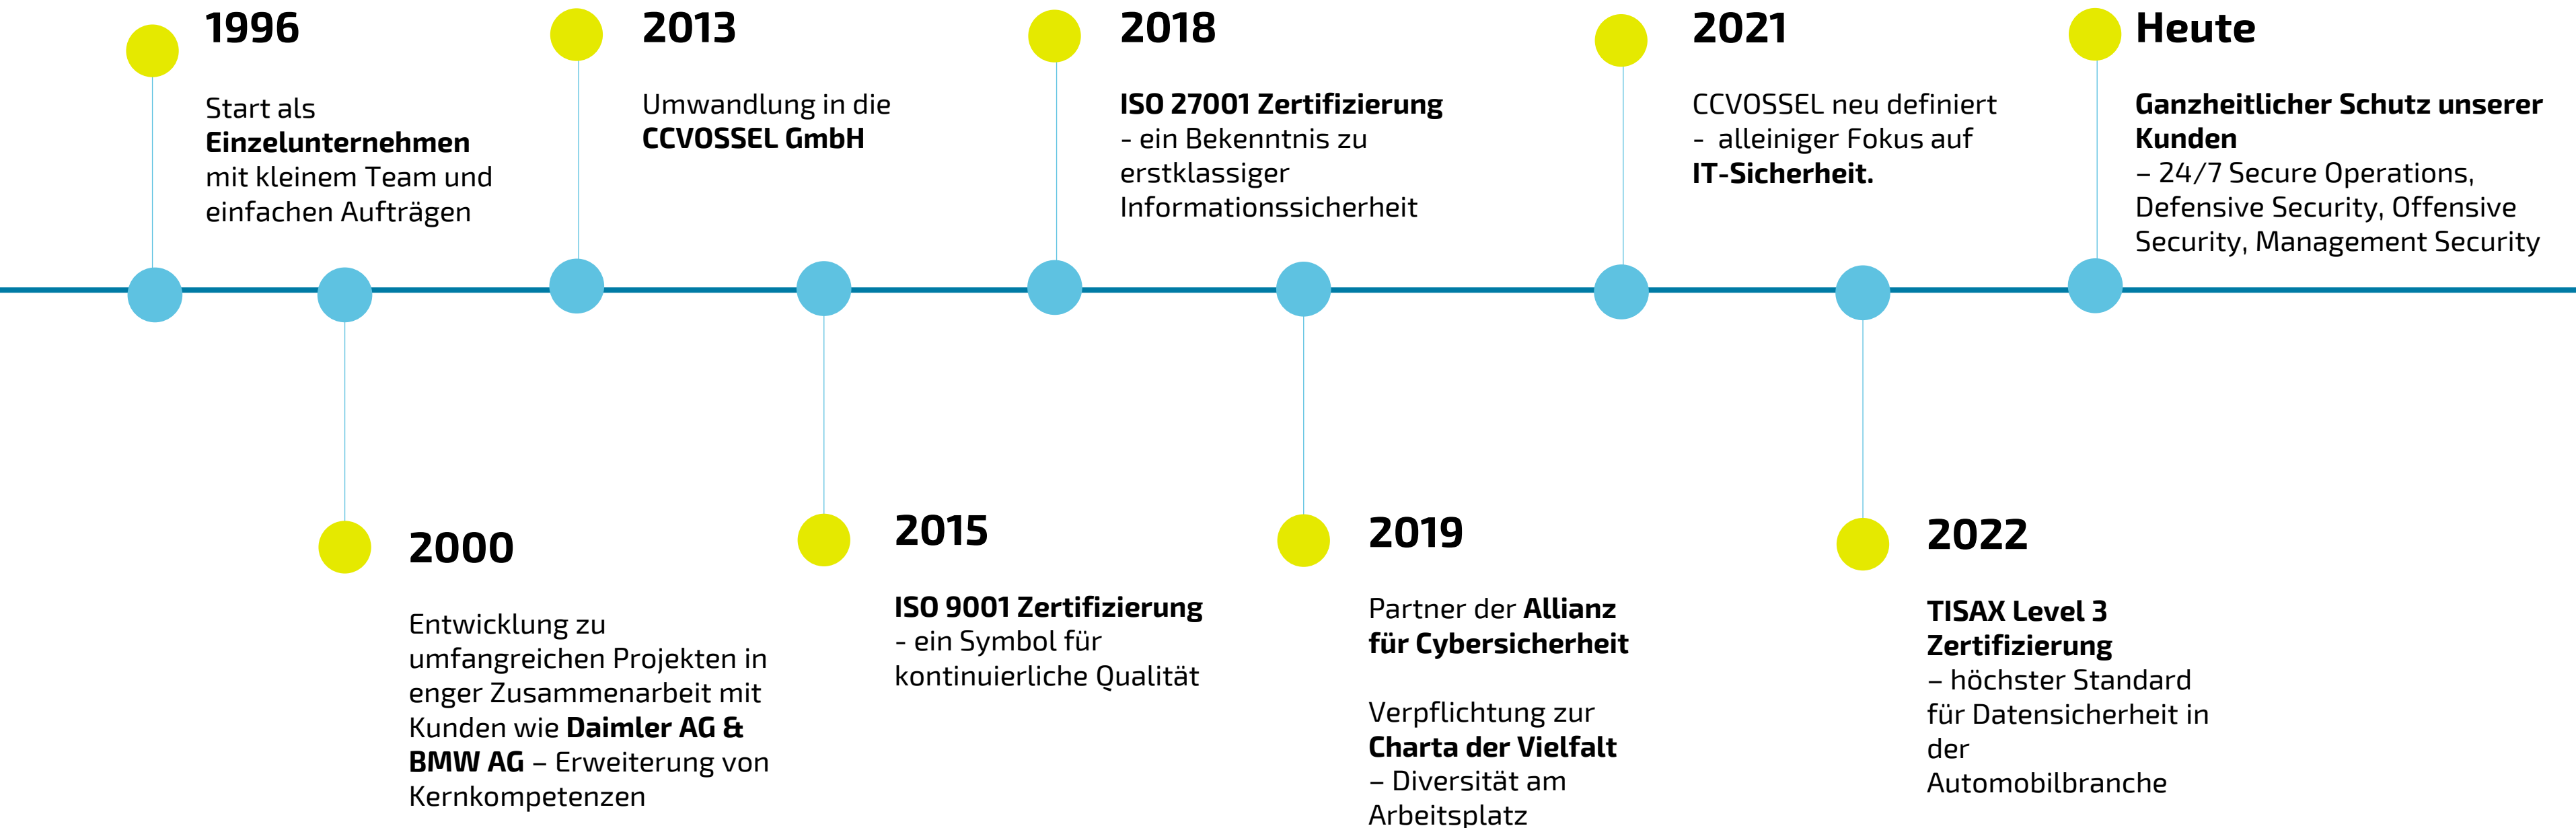 1996
Start als
Einzelunternehmen
mit kleinem Team und
einfachen Aufträgen
2000
Entwicklung zu
umfangreichen Projekten in
enger Zusammenarbeit mit
Kunden wie Daimler AG &
BMW AG – Erweiterung von
Kernkompetenzen
2013
Umwandlung in die
CCVOSSEL GmbH
2015
ISO 9001 Zertifizierung
- ein Symbol für
kontinuierliche Qualität
2018
ISO 27001 Zertifizierung
- ein Bekenntnis zu
erstklassiger
Informationssicherheit
2019
Partner der Allianz
für Cybersicherheit
Verpflichtung zur
Charta der Vielfalt
– Diversität am
Arbeitsplatz
2021
CCVOSSEL neu definiert
- alleiniger Fokus auf
IT-Sicherheit.
2022
TISAX Level 3
Zertifizierung
– höchster Standard
für Datensicherheit in
der
Automobilbranche
Heute
Ganzheitlicher Schutz unserer
Kunden
– 24/7 Secure Operations,
Defensive Security, Offensive
Security, Management Security